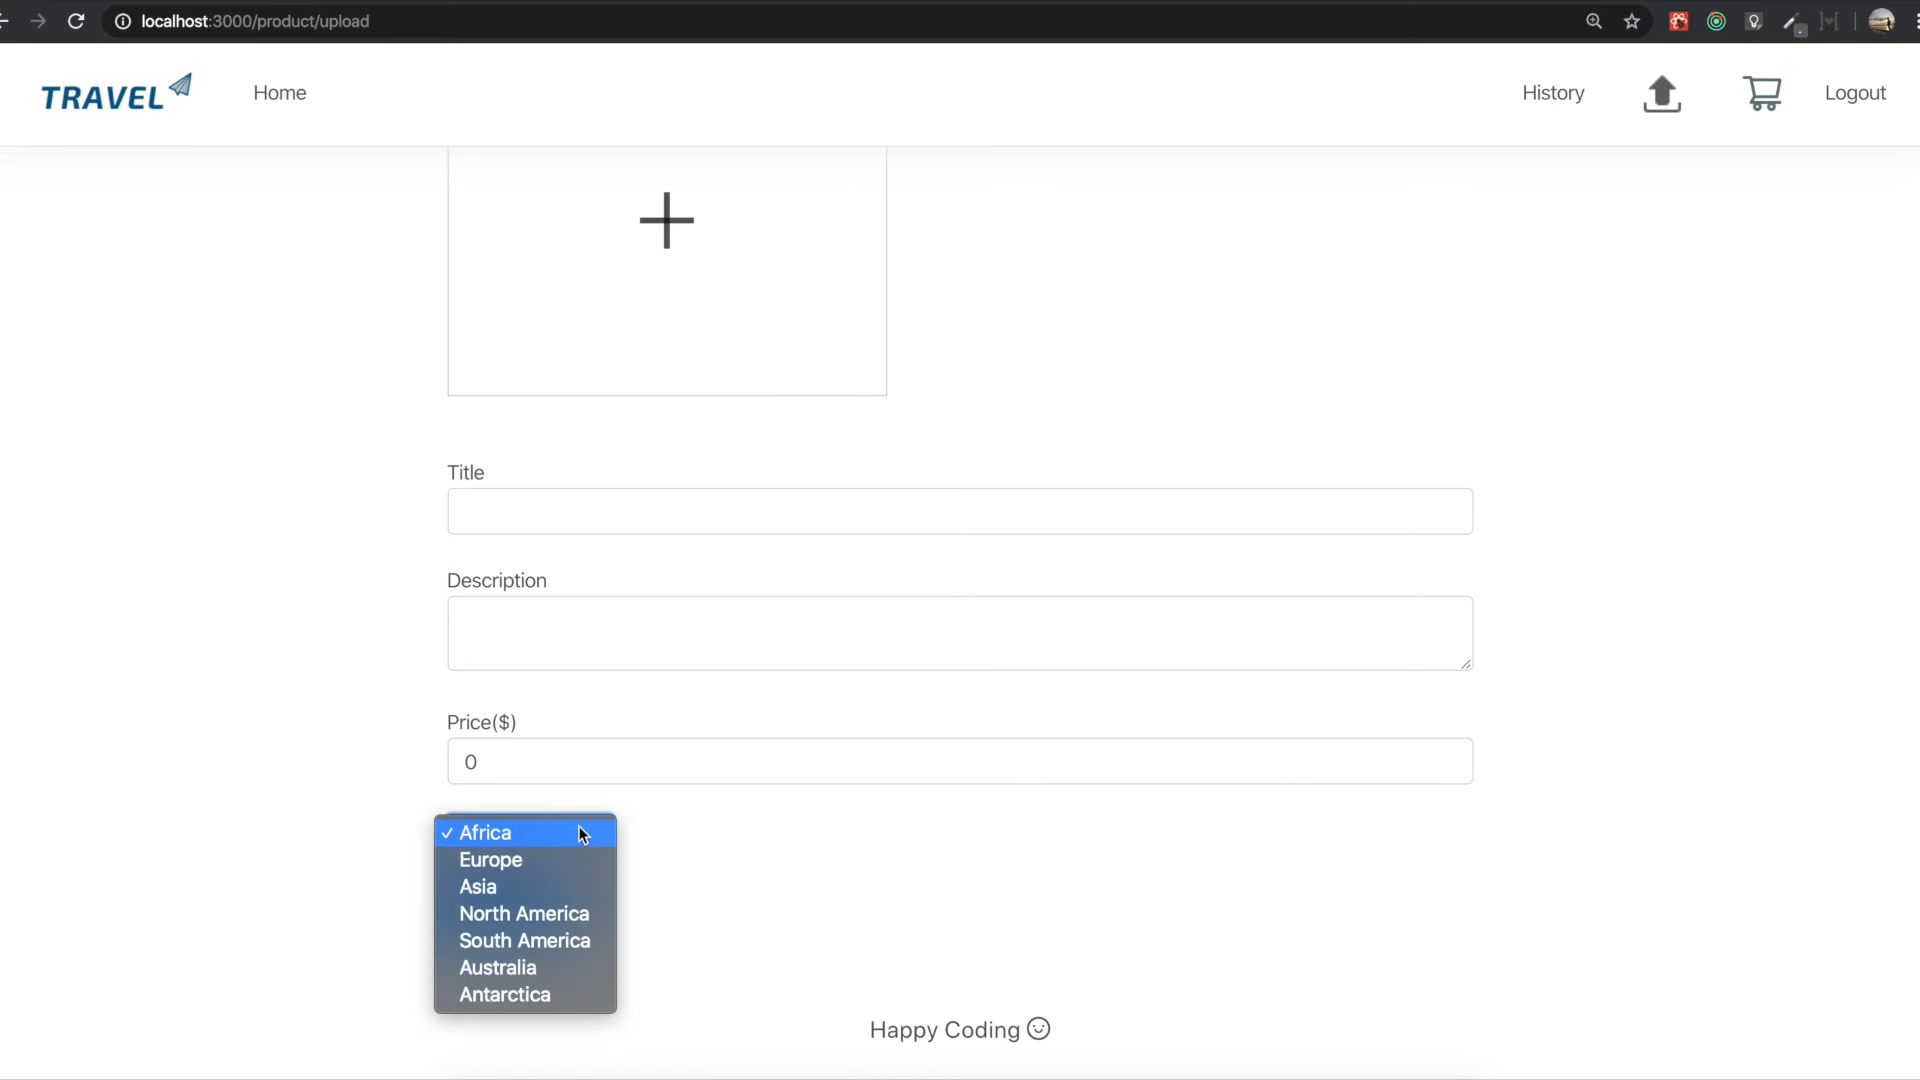 localhost:3000/product/upload
TRAVEL
Home
History
Logout
Title
Description
Price($)
0
✓ Africa
Europe
Asia
North America
South America
Australia
Antarctica
Happy Coding